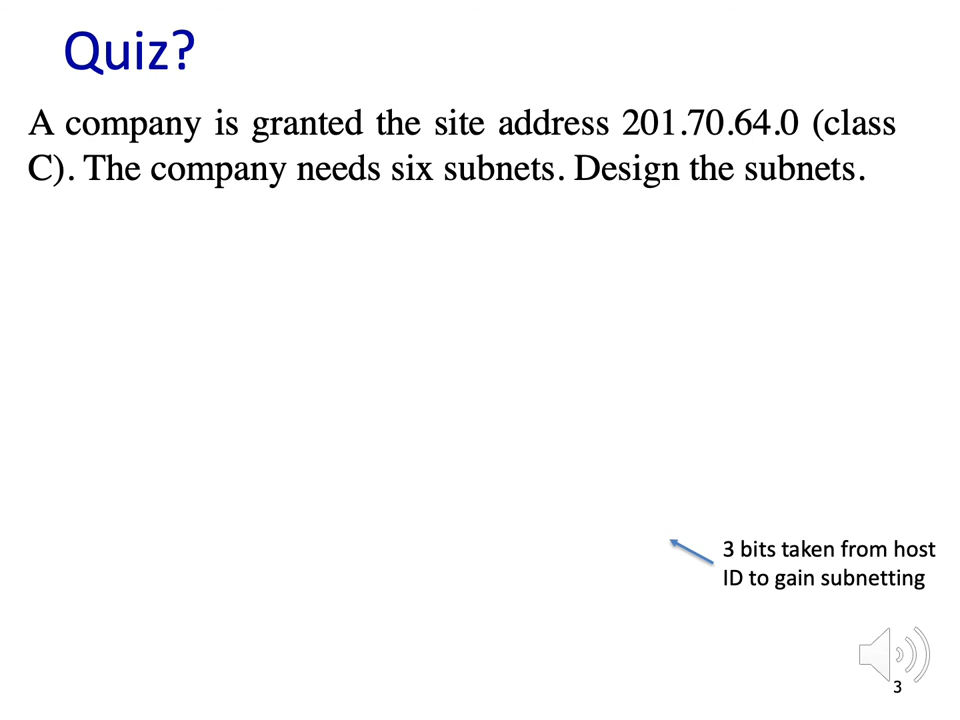 Quiz?
A company is granted the site address 201.70.64.0 (class
C). The company needs six subnets. Design the subnets.
3 bits taken from host
ID to gain subnetting
3